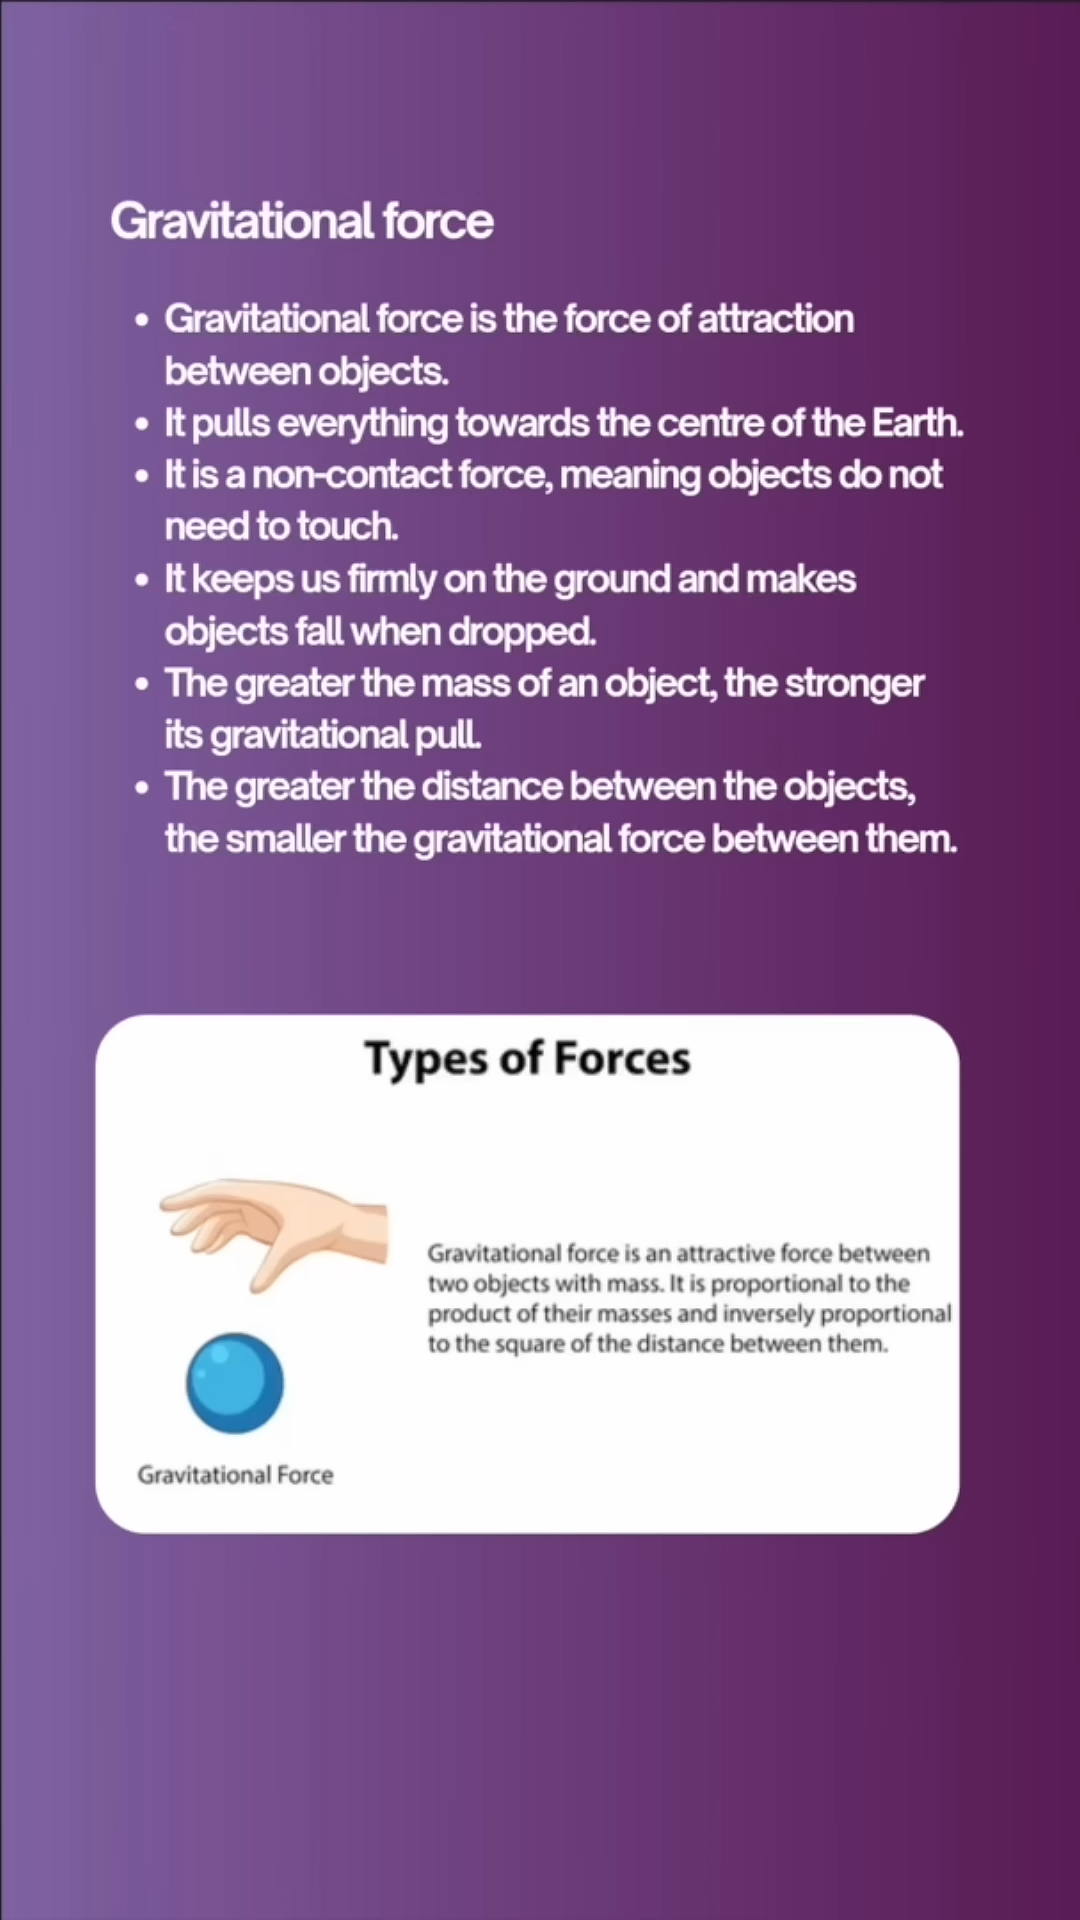 Gravitational force
• Gravitational force is the force of attraction
between objects.
• It pulls everything towards the centre of the Earth.
• It is a non-contact force, meaning objects do not
need to touch.
• It keeps us firmly on the ground and makes
objects fall when dropped.
• The greater the mass of an object, the stronger
its gravitational pull.
• The greater the distance between the objects,
the smaller the gravitational force between them.
Types of Forces
Gravitational force is an attractive force between
two objects with mass. It is proportional to the
product of their masses and inversely proportional
to the square of the distance between them.
Gravitational Force